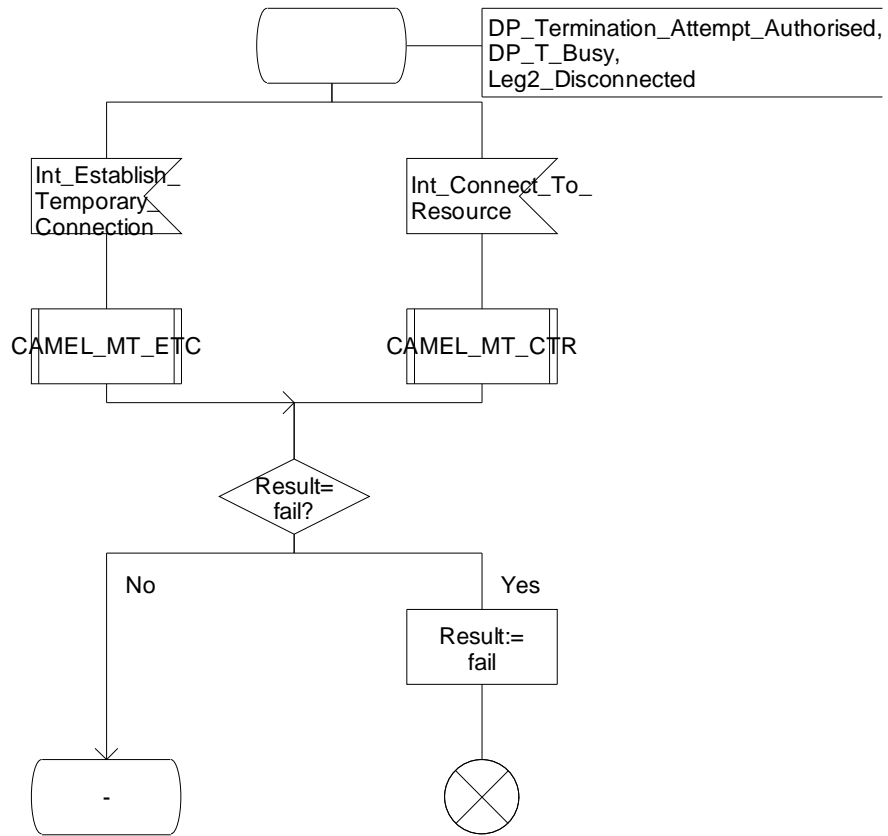 DP_Termination_Attempt_Authorised,
DP_T_Busy,
Leg2_Disconnected
Int_Establish_
Temporary_
Connection
Int_Connect_To_
Resource
CAMEL_MT_ETC
CAMEL_MT_CTR
Result=
fail?
No
Yes
Result:=
fail
-